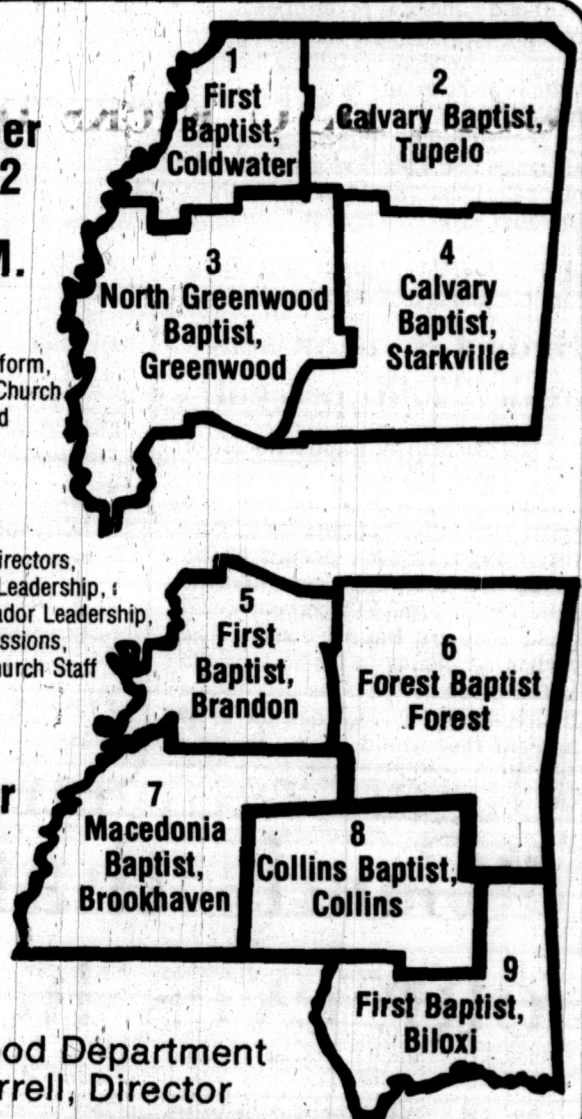 er
2
M.
form,
Church
d
irectors,
Leadership,
ador Leadership,
ssions,
urch Staff
r
od Department
rrell, Director
1
First
Baptist,
Coldwater
2
Calvary Baptist,
Tupelo
3
North Greenwood
Baptist,
Greenwood
4
Calvary
Baptist,
Starkville
5
First
Baptist,
Brandon
6
Forest Baptist
Forest
7
Macedonia
Baptist,
Brookhaven
8
Collins Baptist,
Collins
9
First Baptist,
Biloxi